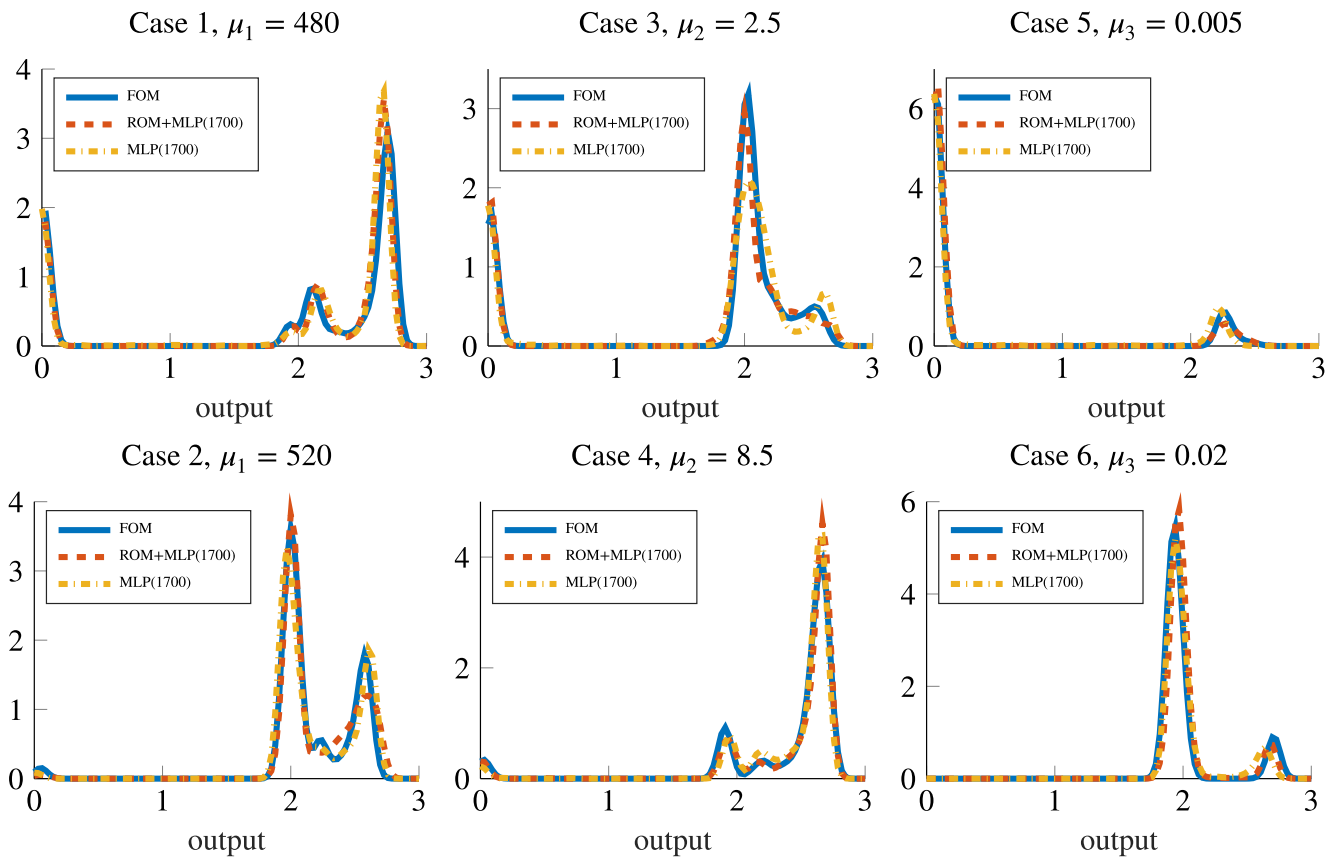 Case 1, μ₁ = 480
4
3
2
1
0
FOM
ROM+MLP(1700)
MLP(1700)
0 1 2 3
output
Case 3, μ₂ = 2.5
3
2
1
0
FOM
ROM+MLP(1700)
MLP(1700)
0 1 2 3
output
Case 5, μ₃ = 0.005
6
4
2
0
FOM
ROM+MLP(1700)
MLP(1700)
0 1 2 3
output
Case 2, μ₁ = 520
4
3
2
1
0
FOM
ROM+MLP(1700)
MLP(1700)
0 1 2 3
output
Case 4, μ₂ = 8.5
4
2
0
FOM
ROM+MLP(1700)
MLP(1700)
0 1 2 3
output
Case 6, μ₃ = 0.02
6
4
2
0
FOM
ROM+MLP(1700)
MLP(1700)
0 1 2 3
output